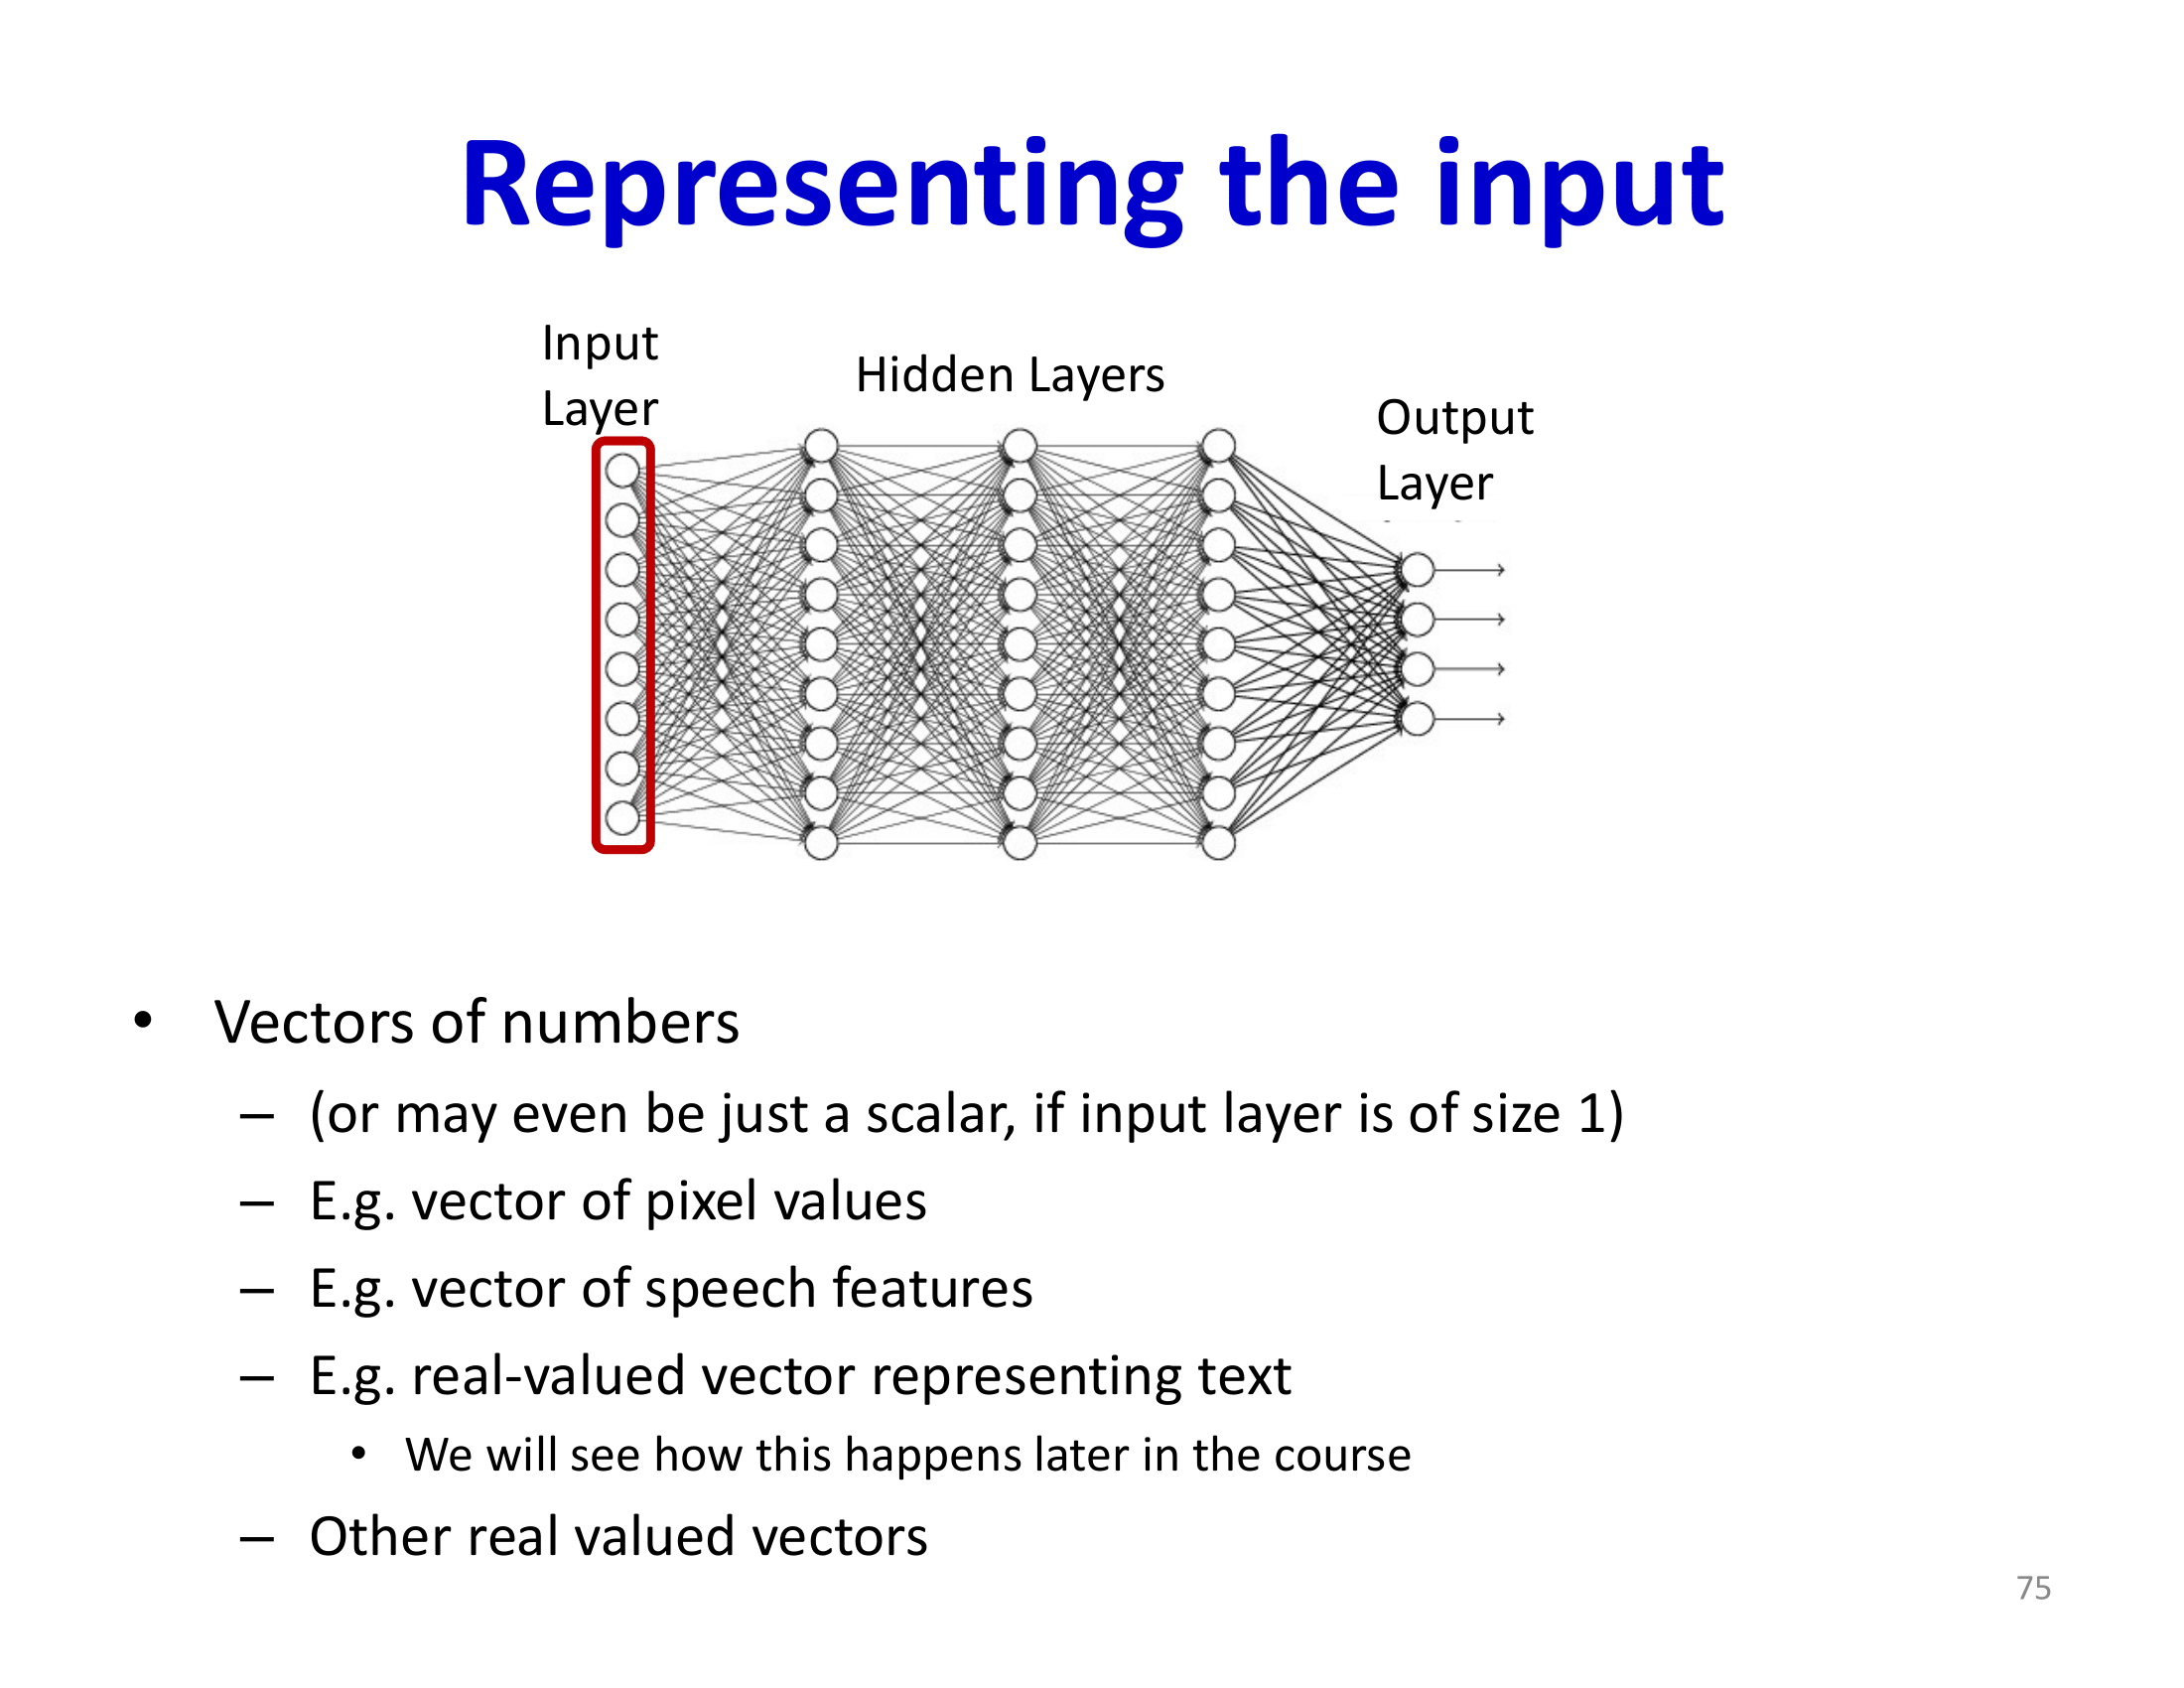 Representing the input
Input
Layer
Hidden Layers
Output
Layer
• Vectors of numbers
– (or may even be just a scalar, if input layer is of size 1)
– E.g. vector of pixel values
– E.g. vector of speech features
– E.g. real-valued vector representing text
• We will see how this happens later in the course
– Other real valued vectors
75